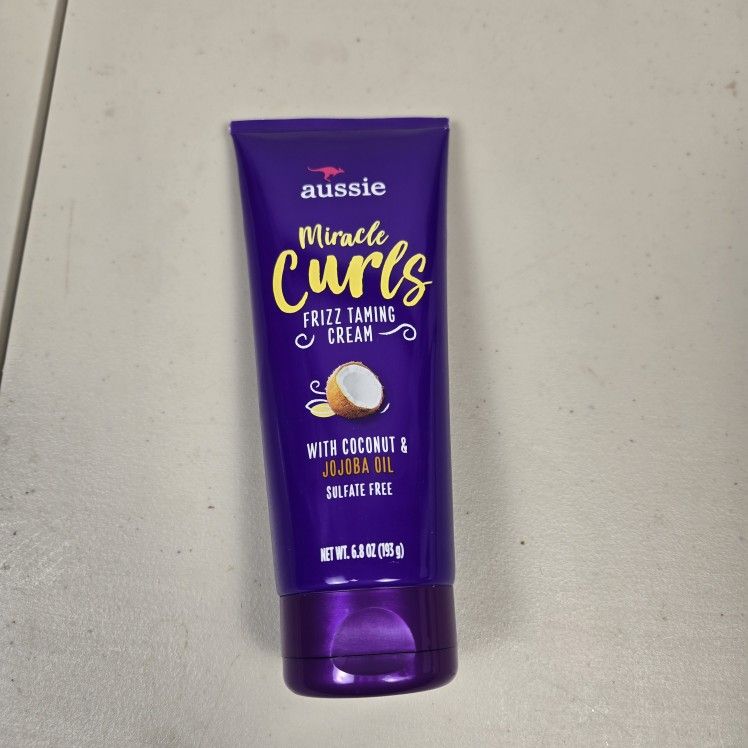 aussie
Miracle
Curls
FRIZZ TAMING
CREAM
WITH COCONUT &
JOJOBA OIL
SULFATE FREE
NET WT. 6.8 OZ (193 g)